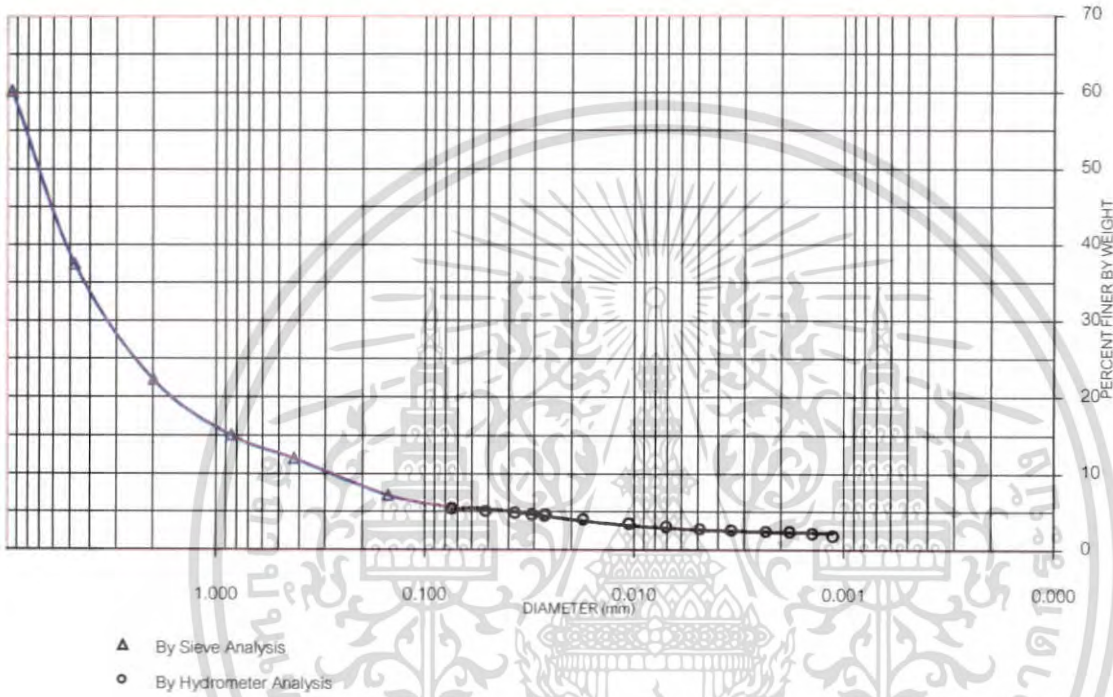 70
60
50
40
30
20
10
0
PERCENT FINER BY WEIGHT
1.000 0.100 0.010 0.001 0.0000
DIAMETER (mm)
By Sieve Analysis
By Hydrometer Analysis